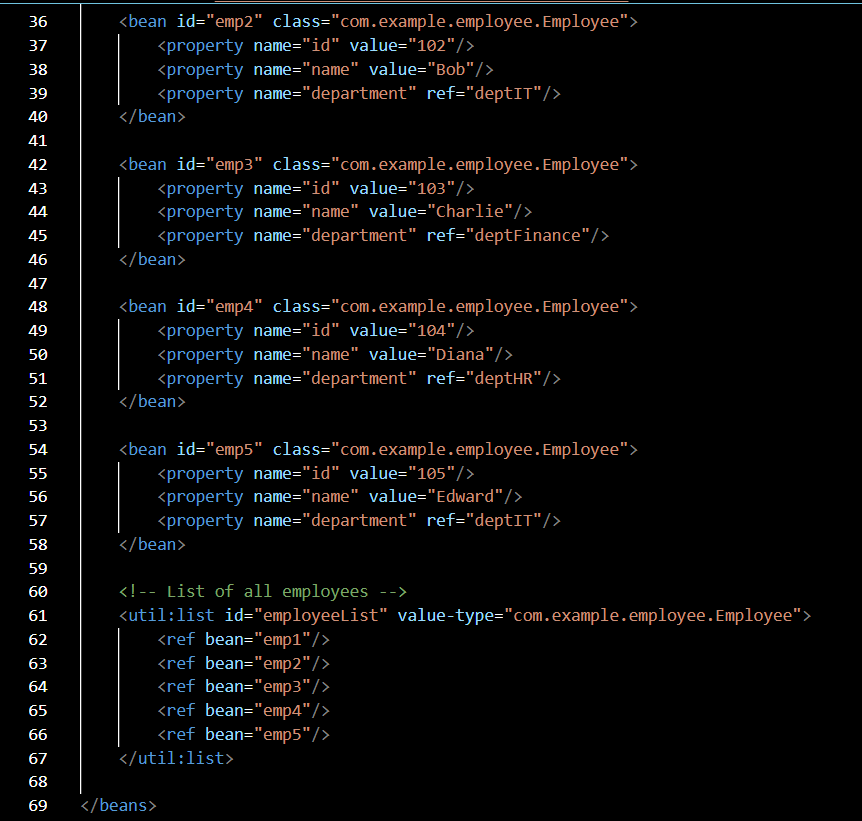 36 <bean id="emp2" class="com.example.employee.Employee">
37 <property name="id" value="102"/>
38 <property name="name" value="Bob"/>
39 <property name="department" ref="deptIT"/>
40 </bean>
41
42 <bean id="emp3" class="com.example.employee.Employee">
43 <property name="id" value="103"/>
44 <property name="name" value="Charlie"/>
45 <property name="department" ref="deptFinance"/>
46 </bean>
47
48 <bean id="emp4" class="com.example.employee.Employee">
49 <property name="id" value="104"/>
50 <property name="name" value="Diana"/>
51 <property name="department" ref="deptHR"/>
52 </bean>
53
54 <bean id="emp5" class="com.example.employee.Employee">
55 <property name="id" value="105"/>
56 <property name="name" value="Edward"/>
57 <property name="department" ref="deptIT"/>
58 </bean>
59
60 <!-- List of all employees -->
61 <util:list id="employeeList" value-type="com.example.employee.Employee">
62 <ref bean="emp1"/>
63 <ref bean="emp2"/>
64 <ref bean="emp3"/>
65 <ref bean="emp4"/>
66 <ref bean="emp5"/>
67 </util:list>
68
69 </beans>